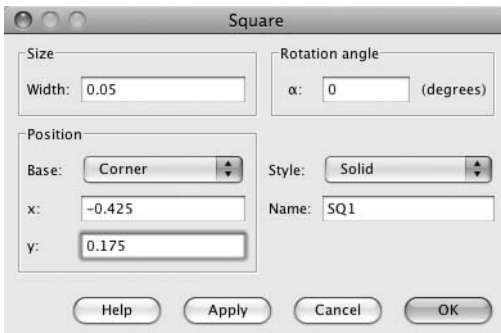 Square
Size
Width: 0.05
Rotation angle
α: 0 (degrees)
Position
Base: Corner
x: -0.425
y: 0.175
Style: Solid
Name: SQ1
Help Apply Cancel OK